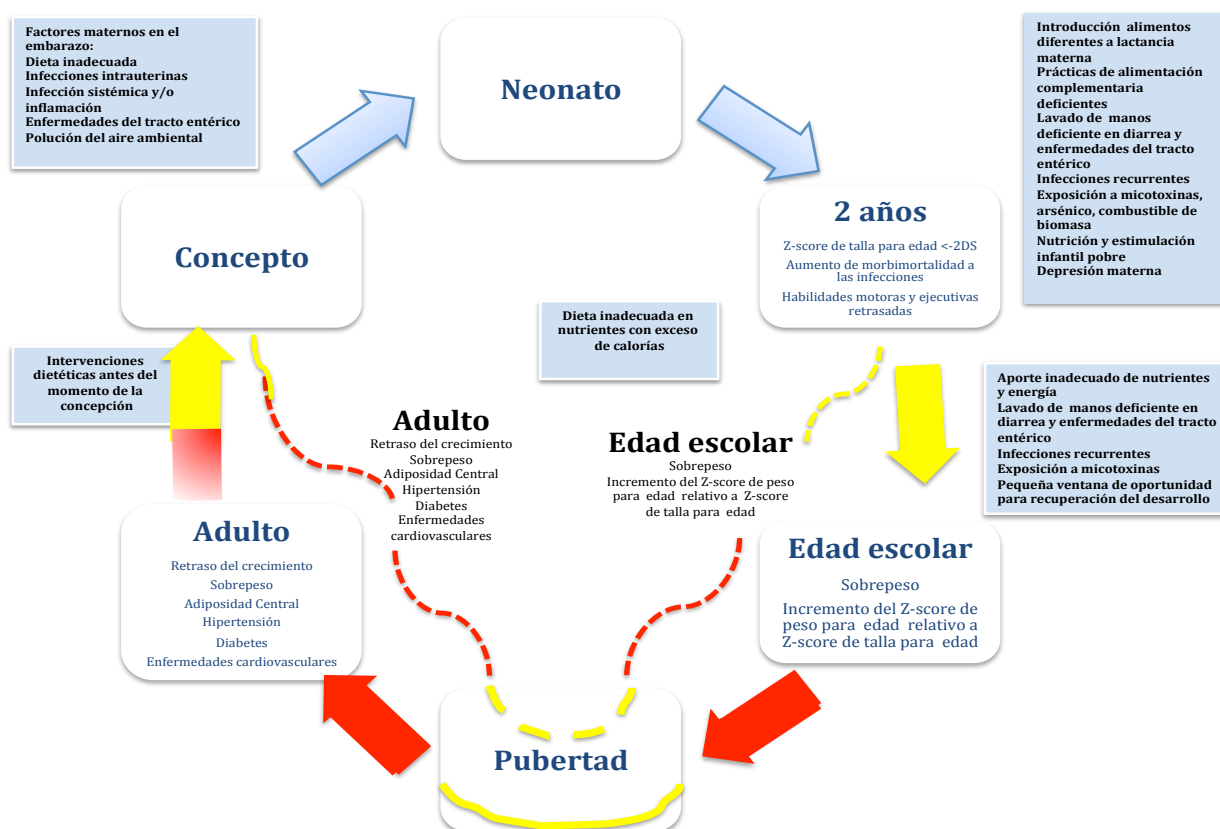 Factores maternos en el
embarazo:
Dieta inadecuada
Infecciones intrauterinas
Infección sistémica y/o
inflamación
Enfermedades del tracto entérico
Polución del aire ambiental
Neonato
Introducción alimentos
diferentes a lactancia
materna
Prácticas de alimentación
complementaria
deficientes
Lavado de manos
deficiente en diarrea y
enfermedades del tracto
entérico
Infecciones recurrentes
Exposición a micotoxinas,
arsénico, combustible de
biomasa
Nutrición y estimulación
infantil pobre
Depresión materna
Concepto
2 años
Z-score de talla para edad <-2DS
Aumento de morbimortalidad a
las infecciones
Habilidades motoras y ejecutivas
retrasadas
Dieta inadecuada en
nutrientes con exceso
de calorías
Intervenciones
dietéticas antes del
momento de la
concepción
Aporte inadecuado de nutrientes
y energía
Lavado de manos deficiente en
diarrea y enfermedades del tracto
entérico
Infecciones recurrentes
Exposición a micotoxinas
Pequeña ventana de oportunidad
para recuperación del desarrollo
Adulto
Retraso del crecimiento
Sobrepeso
Adiposidad Central
Hipertensión
Diabetes
Enfermedades
cardiovasculares
Edad escolar
Sobrepeso
Incremento del Z-score de peso
para edad relativo a Z-score
de talla para edad
Adulto
Retraso del crecimiento
Sobrepeso
Adiposidad Central
Hipertensión
Diabetes
Enfermedades cardiovasculares
Edad escolar
Sobrepeso
Incremento del Z-score de
peso para edad relativo a
Z-score de talla para edad
Pubertad